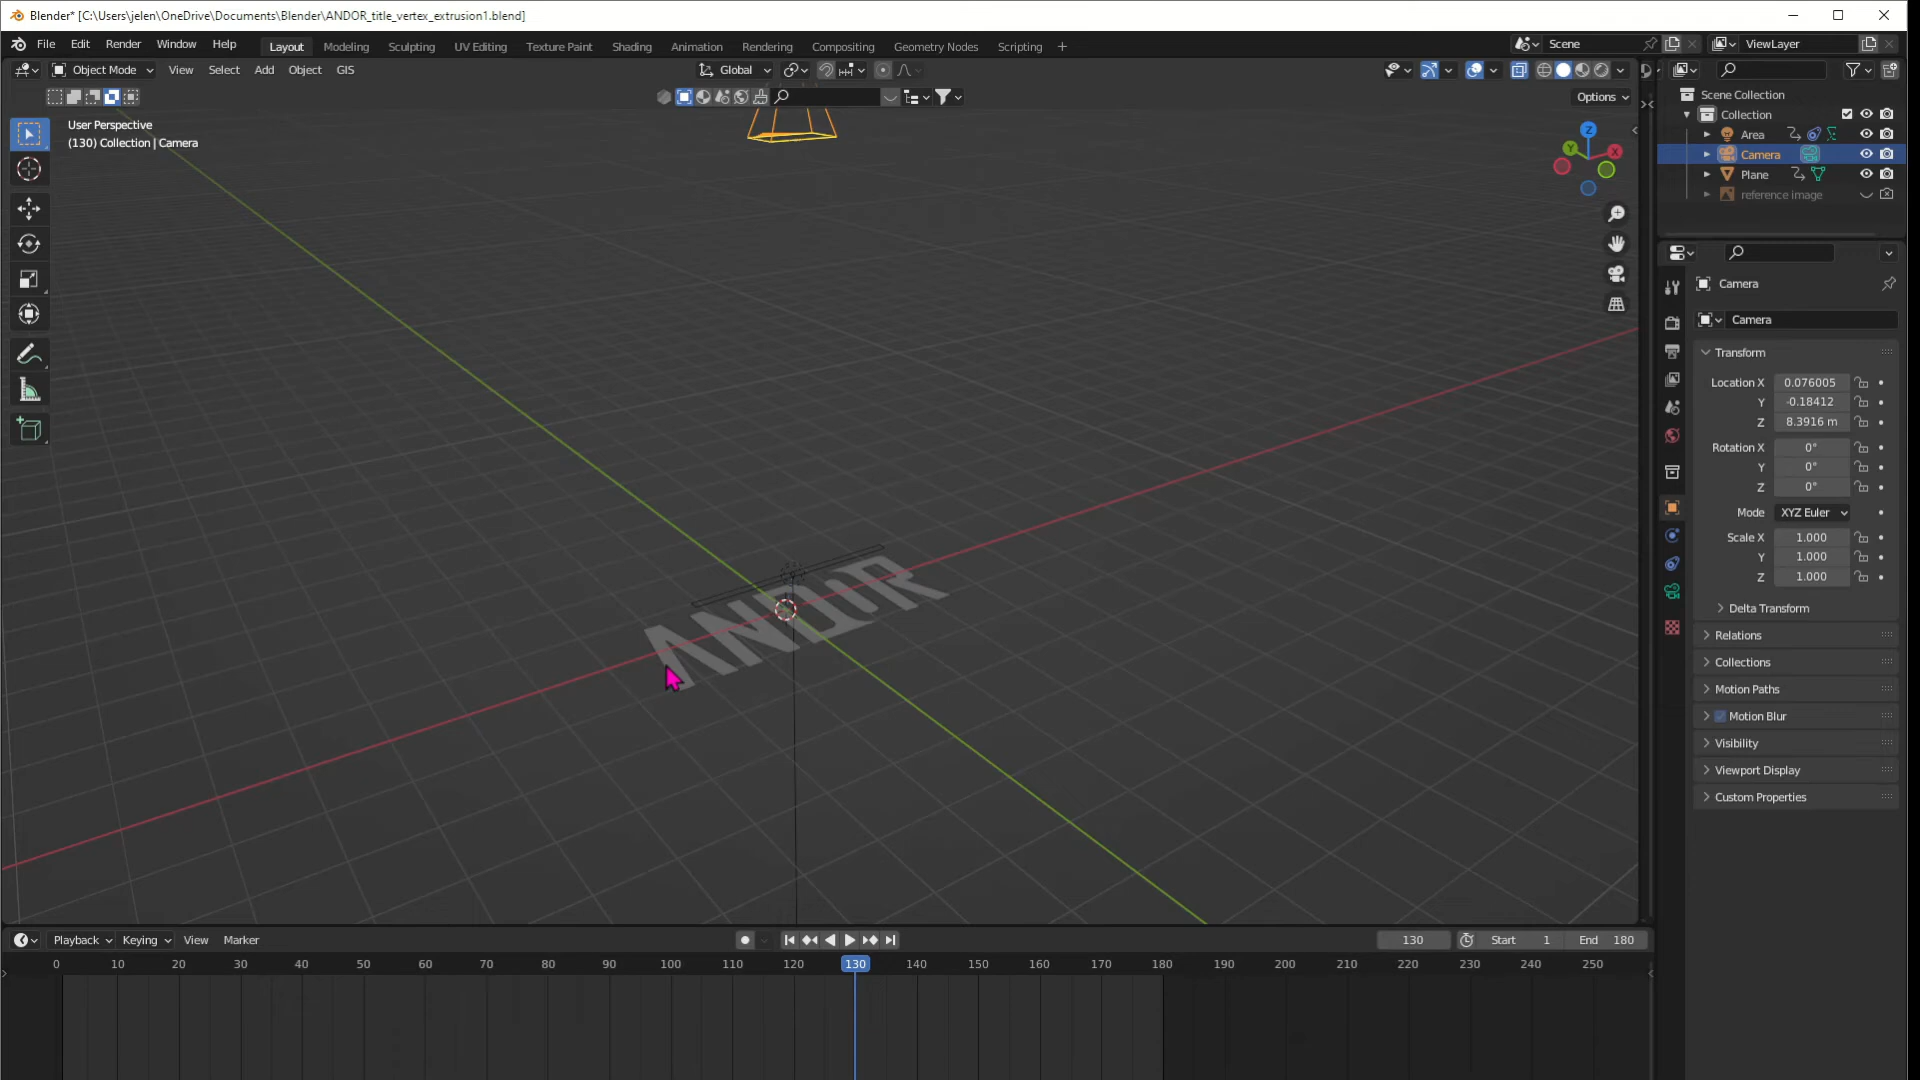 Blender* [C:\Users\jelen\OneDrive\Documents\Blender\ANDOR_title_vertex_extrusion1.blend]
File Edit Render Window Help Layout Modeling Sculpting UV Editing Texture Paint Shading Animation Rendering Compositing Geometry Nodes Scripting + Scene ViewLayer
Object Mode View Select Add Object GIS Global
Options
User Perspective
(130) Collection | Camera
Z
Y
X
ANDOR
Scene Collection
Collection
Area
Camera
Plane
reference image
Camera
Camera
Transform
Location X 0.076005
Y -0.18412
Z 8.3916 m
Rotation X 0°
Y 0°
Z 0°
Mode XYZ Euler
Scale X 1.000
Y 1.000
Z 1.000
Delta Transform
Relations
Collections
Motion Paths
Motion Blur
Visibility
Viewport Display
Custom Properties
Playback Keying View Marker 130 Start 1 End 180
0 10 20 30 40 50 60 70 80 90 100 110 120 130 140 150 160 170 180 190 200 210 220 230 240 250